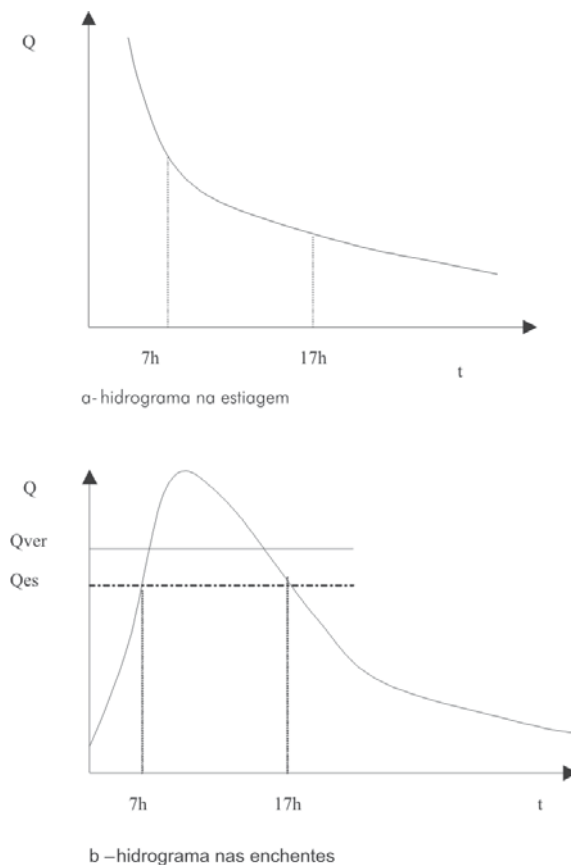 Q
7h 17h
t
a- hidrograma na estiagem
Q
Qver
Qes
7h 17h t
b –hidrograma nas enchentes